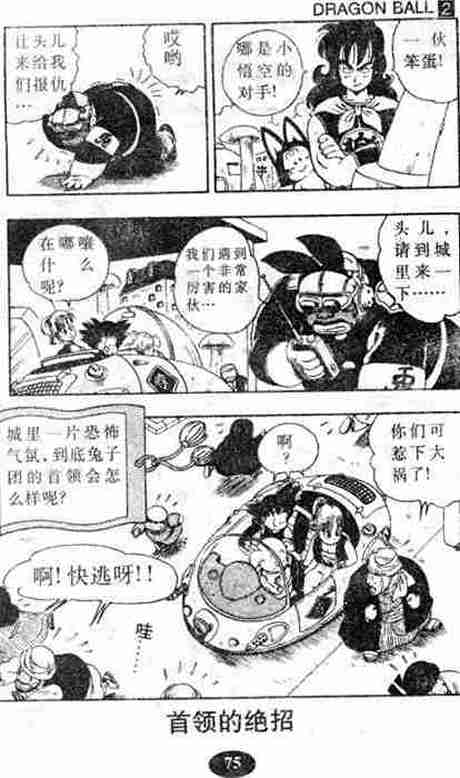 DRAGON BALL 2
一伙
笨蛋!
哪是小
悟空的
对手!
哎
哟
让头儿
来给我
们报仇
…
头儿,
请到城
里来一
下……
我们遇到
一个非常
厉害的家
伙…
在哪嚷
什么
呢?
你们可
惹下大
祸了!
啊
?
城里一片恐怖
气氛,到底兔子
团的首领会怎
么样呢?
啊!快逃呀!!
哇……
首领的绝招
75